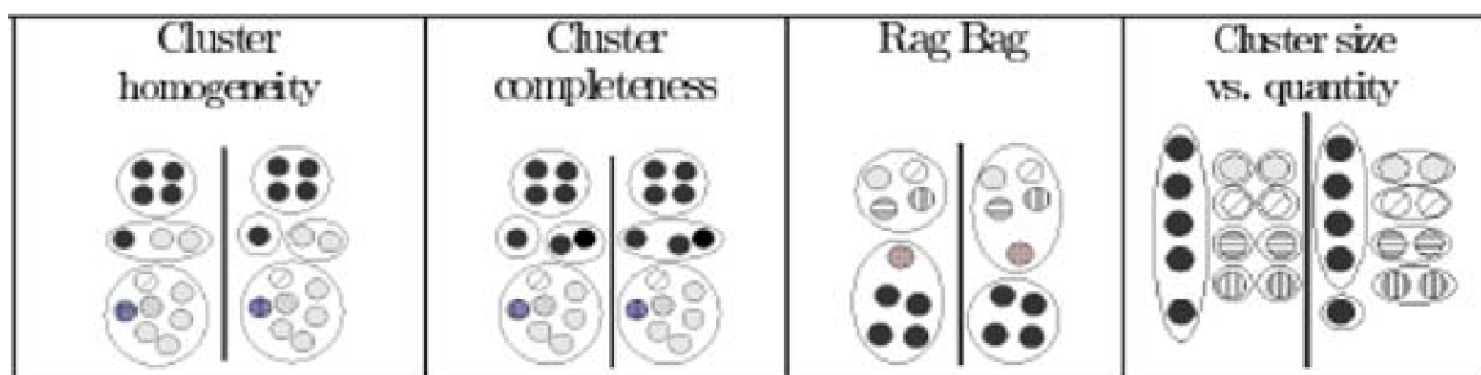 Cluster
homogeneity
Cluster
completeness
Rag Bag
Cluster size
vs. quantity